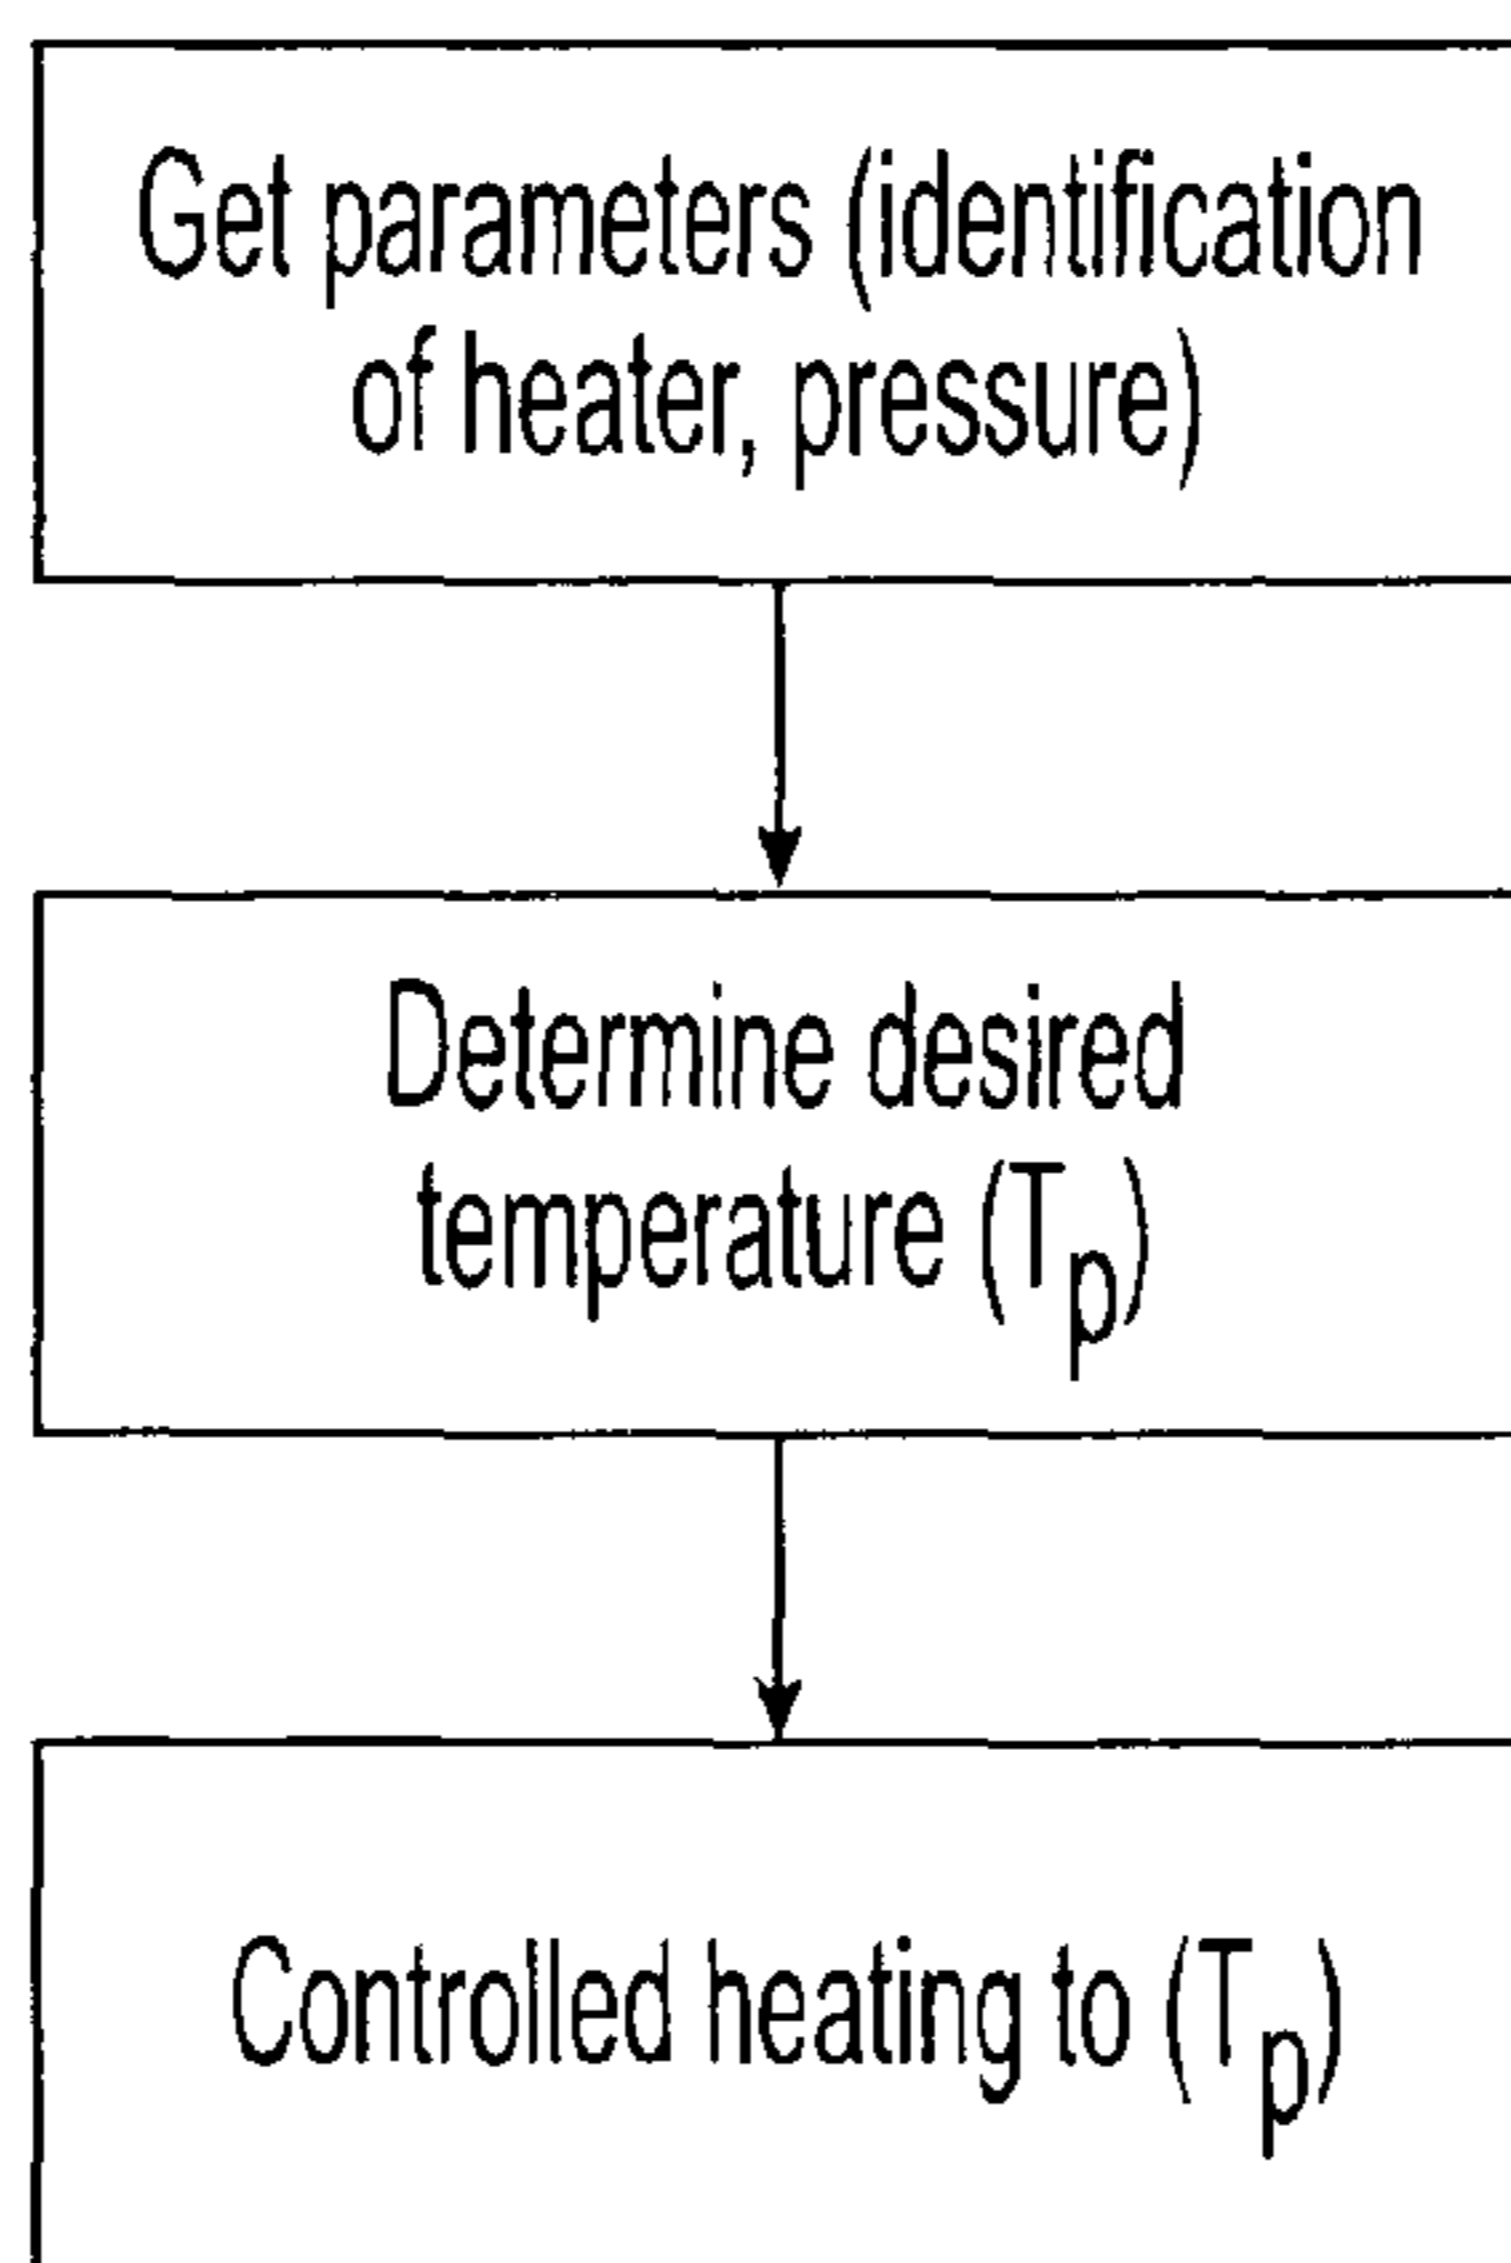 Get parameters (identification
of heater, pressure)
Determine desired
temperature (Tp)
Controlled heating to (Tp)